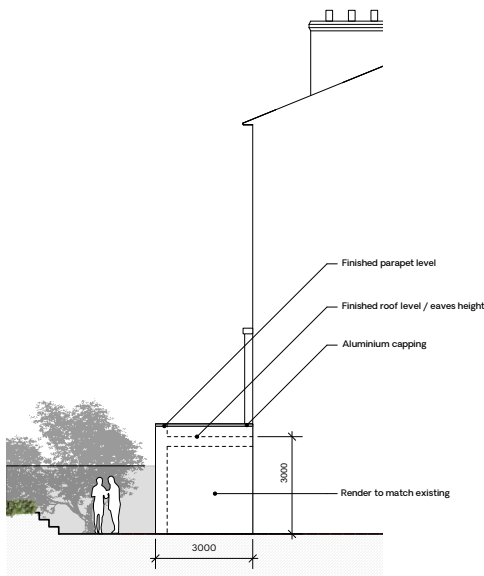 Finished parapet level
Finished roof level / eaves height
Aluminium capping
3000
Render to match existing
3000